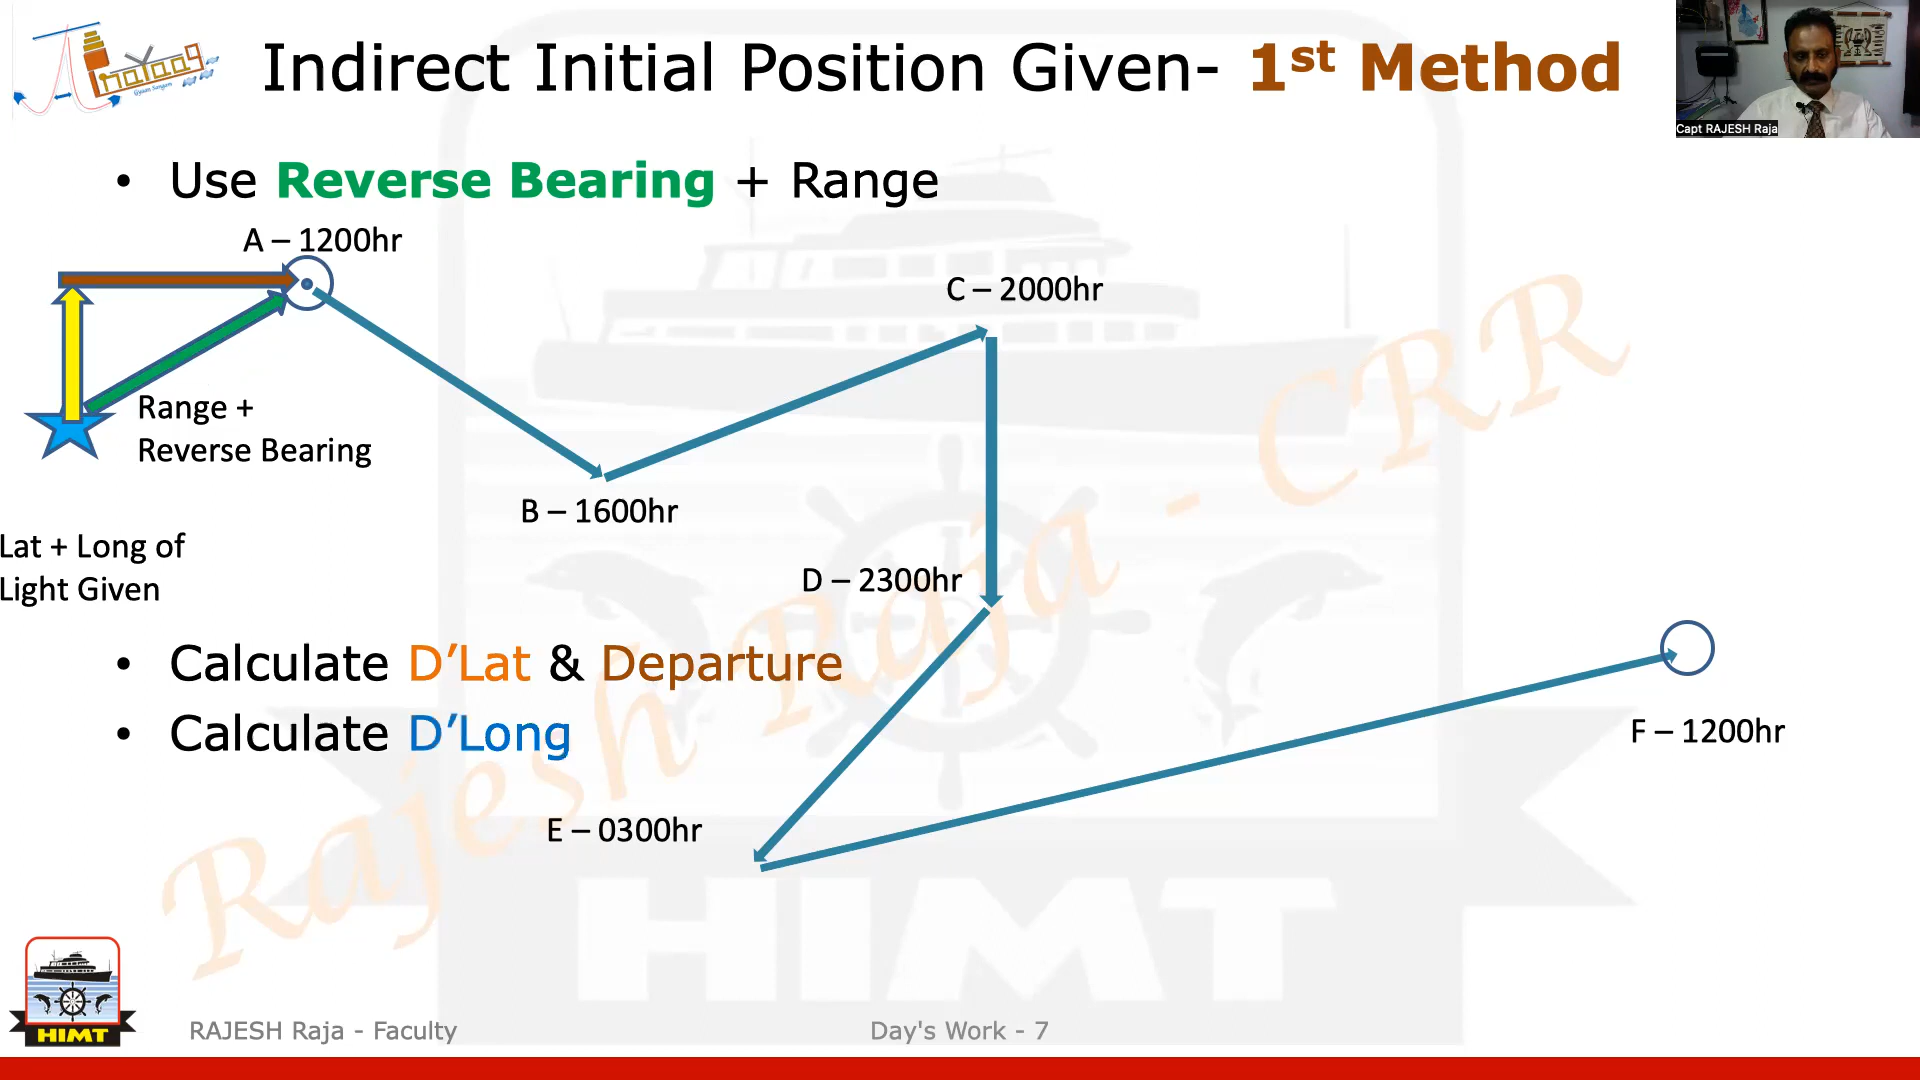 Indirect Initial Position Given- 1st Method
Capt RAJESH Raja
• Use Reverse Bearing + Range
A – 1200hr
C – 2000hr
Range +
Reverse Bearing
B – 1600hr
Lat + Long of
Light Given
D – 2300hr
• Calculate D’Lat & Departure
• Calculate D’Long
F – 1200hr
E – 0300hr
Rajesh Raja - CRR
HIMT
HIMT
RAJESH Raja - Faculty
Day's Work - 7